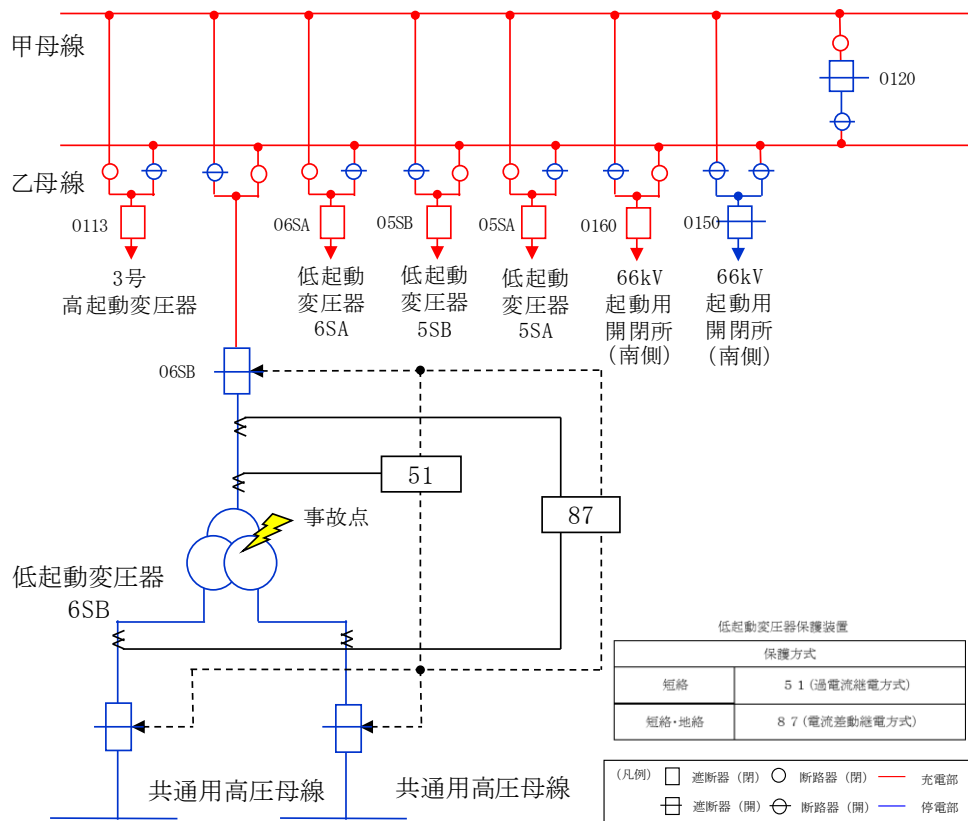 甲母線
0120
乙母線
0113
06SA
05SB
05SA
0160
0150
3号
高起動変圧器
低起動
変圧器
6SA
低起動
変圧器
5SB
低起動
変圧器
5SA
66kV
起動用
開閉所
(南側)
66kV
起動用
開閉所
(南側)
06SB
51
87
事故点
低起動変圧器
6SB
低起動変圧器保護装置
保護方式
短絡
51(過電流継電方式)
短絡・地絡
87(電流差動継電方式)
共通用高圧母線
共通用高圧母線
(凡例) 遮断器(閉) 断路器(閉) 充電部
遮断器(開) 断路器(開) 停電部